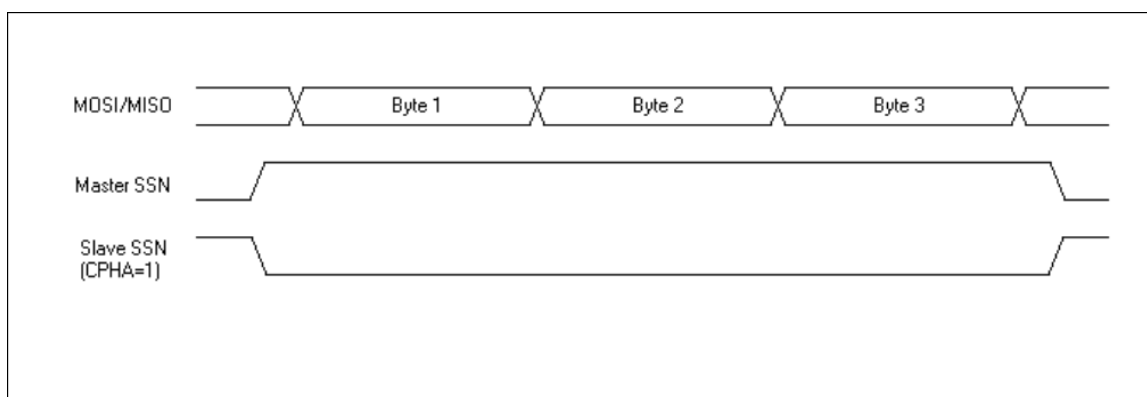 MOSI/MISO
Byte 1
Byte 2
Byte 3
Master SSN
Slave SSN
(CPHA=1)